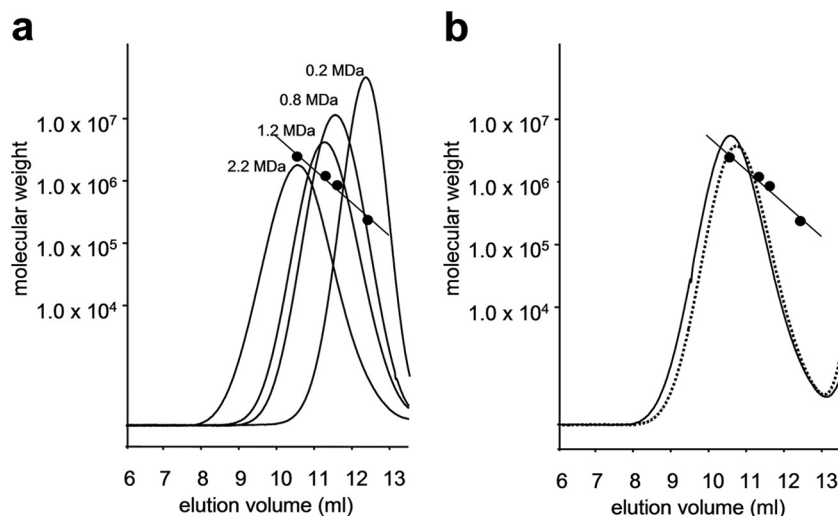 a
0.2 MDa
0.8 MDa
1.2 MDa
2.2 MDa
1.0 x 10⁷
1.0 x 10⁶
1.0 x 10⁵
1.0 x 10⁴
molecular weight
6 7 8 9 10 11 12 13
elution volume (ml)
b
1.0 x 10⁷
1.0 x 10⁶
1.0 x 10⁵
1.0 x 10⁴
molecular weight
6 7 8 9 10 11 12 13
elution volume (ml)